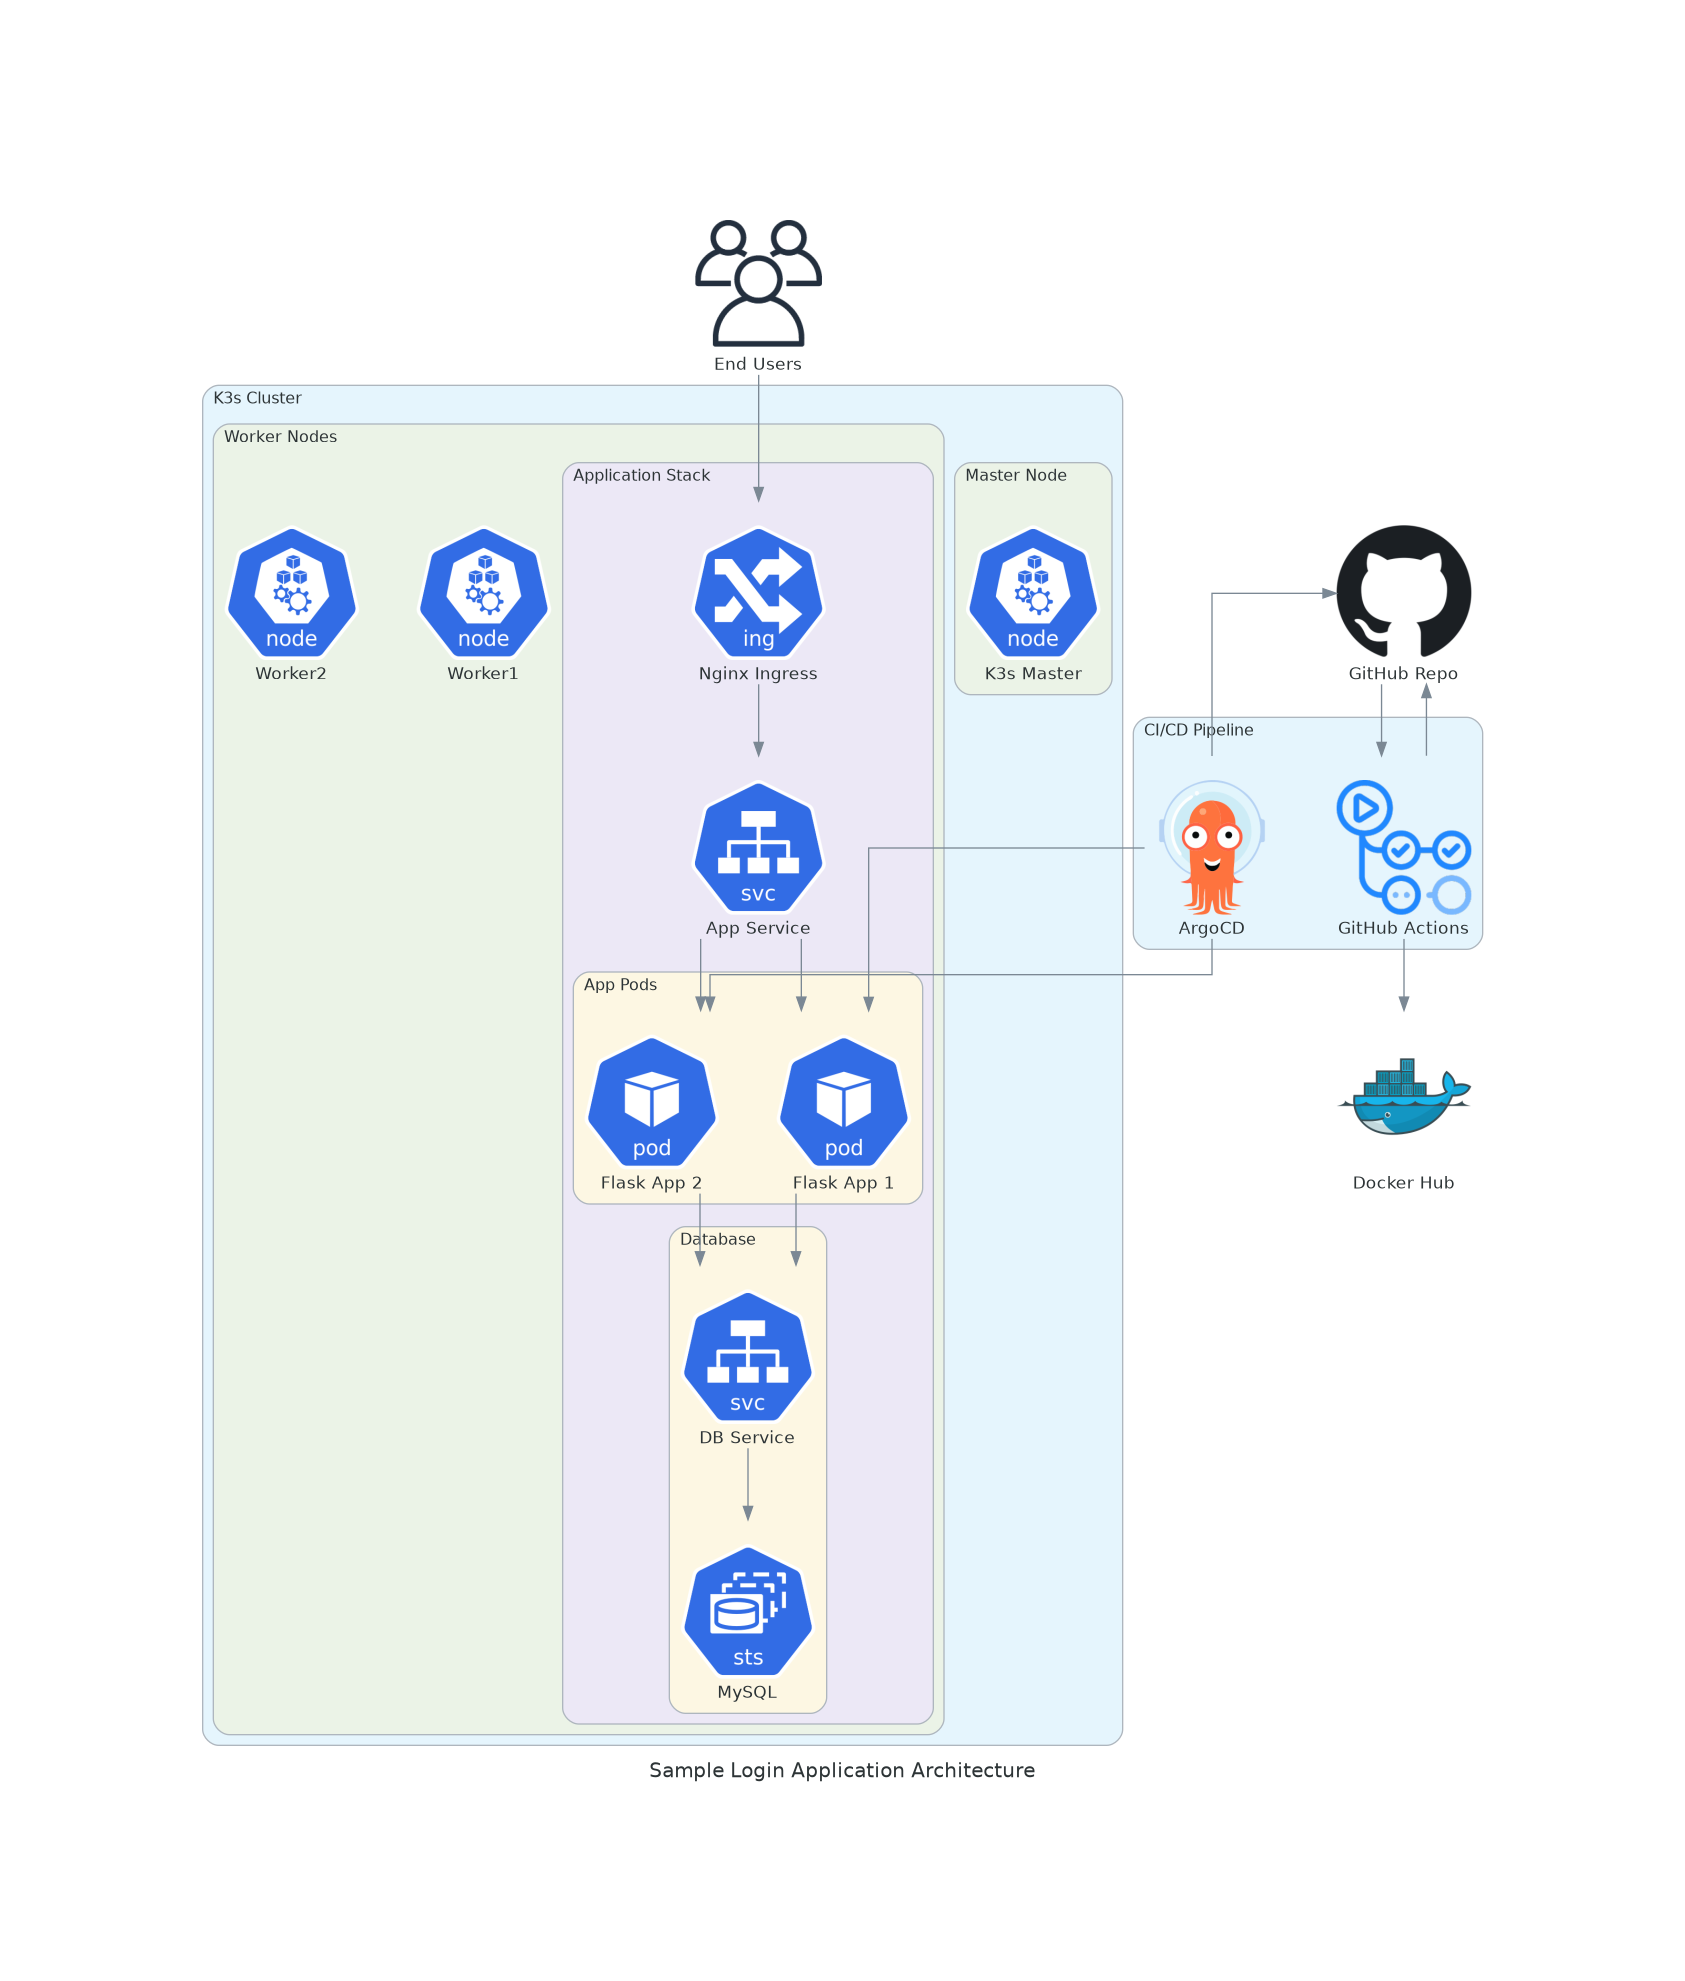 End Users
K3s Cluster
Worker Nodes
Application Stack
Master Node
node
Worker2
node
Worker1
ing
Nginx Ingress
node
K3s Master
GitHub Repo
CI/CD Pipeline
svc
App Service
ArgoCD
GitHub Actions
App Pods
pod
Flask App 2
pod
Flask App 1
Docker Hub
Database
svc
DB Service
sts
MySQL
Sample Login Application Architecture